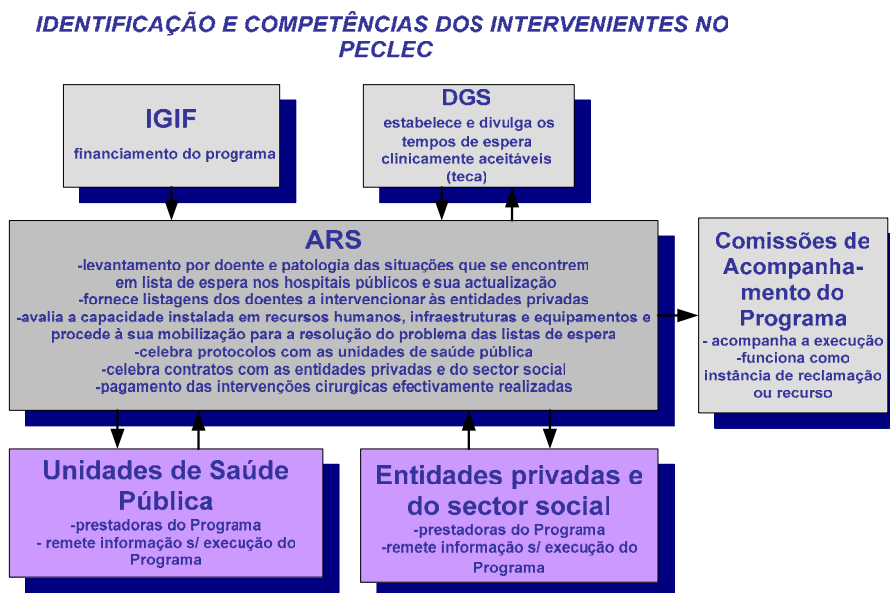 IDENTIFICAÇÃO E COMPETÊNCIAS DOS INTERVENIENTES NO
PECLEC
IGIF
financiamento do programa
DGS
estabelece e divulga os
tempos de espera
clinicamente aceitáveis
(teca)
ARS
-levantamento por doente e patologia das situações que se encontrem
em lista de espera nos hospitais públicos e sua actualização
-fornece listagens dos doentes a intervencionar às entidades privadas
-avalia a capacidade instalada em recursos humanos, infraestruturas e equipamentos e
procede à sua mobilização para a resolução do problema das listas de espera
-celebra protocolos com as unidades de saúde pública
-celebra contratos com as entidades privadas e do sector social
-pagamento das intervenções cirurgicas efectivamente realizadas
Comissões de
Acompanha-
mento do
Programa
- acompanha a execução
-funciona como
instância de reclamação
ou recurso
Unidades de Saúde
Pública
-prestadoras do Programa
- remete informação s/ execução do
Programa
Entidades privadas e
do sector social
-prestadoras do Programa
-remete informação s/ execução do
Programa